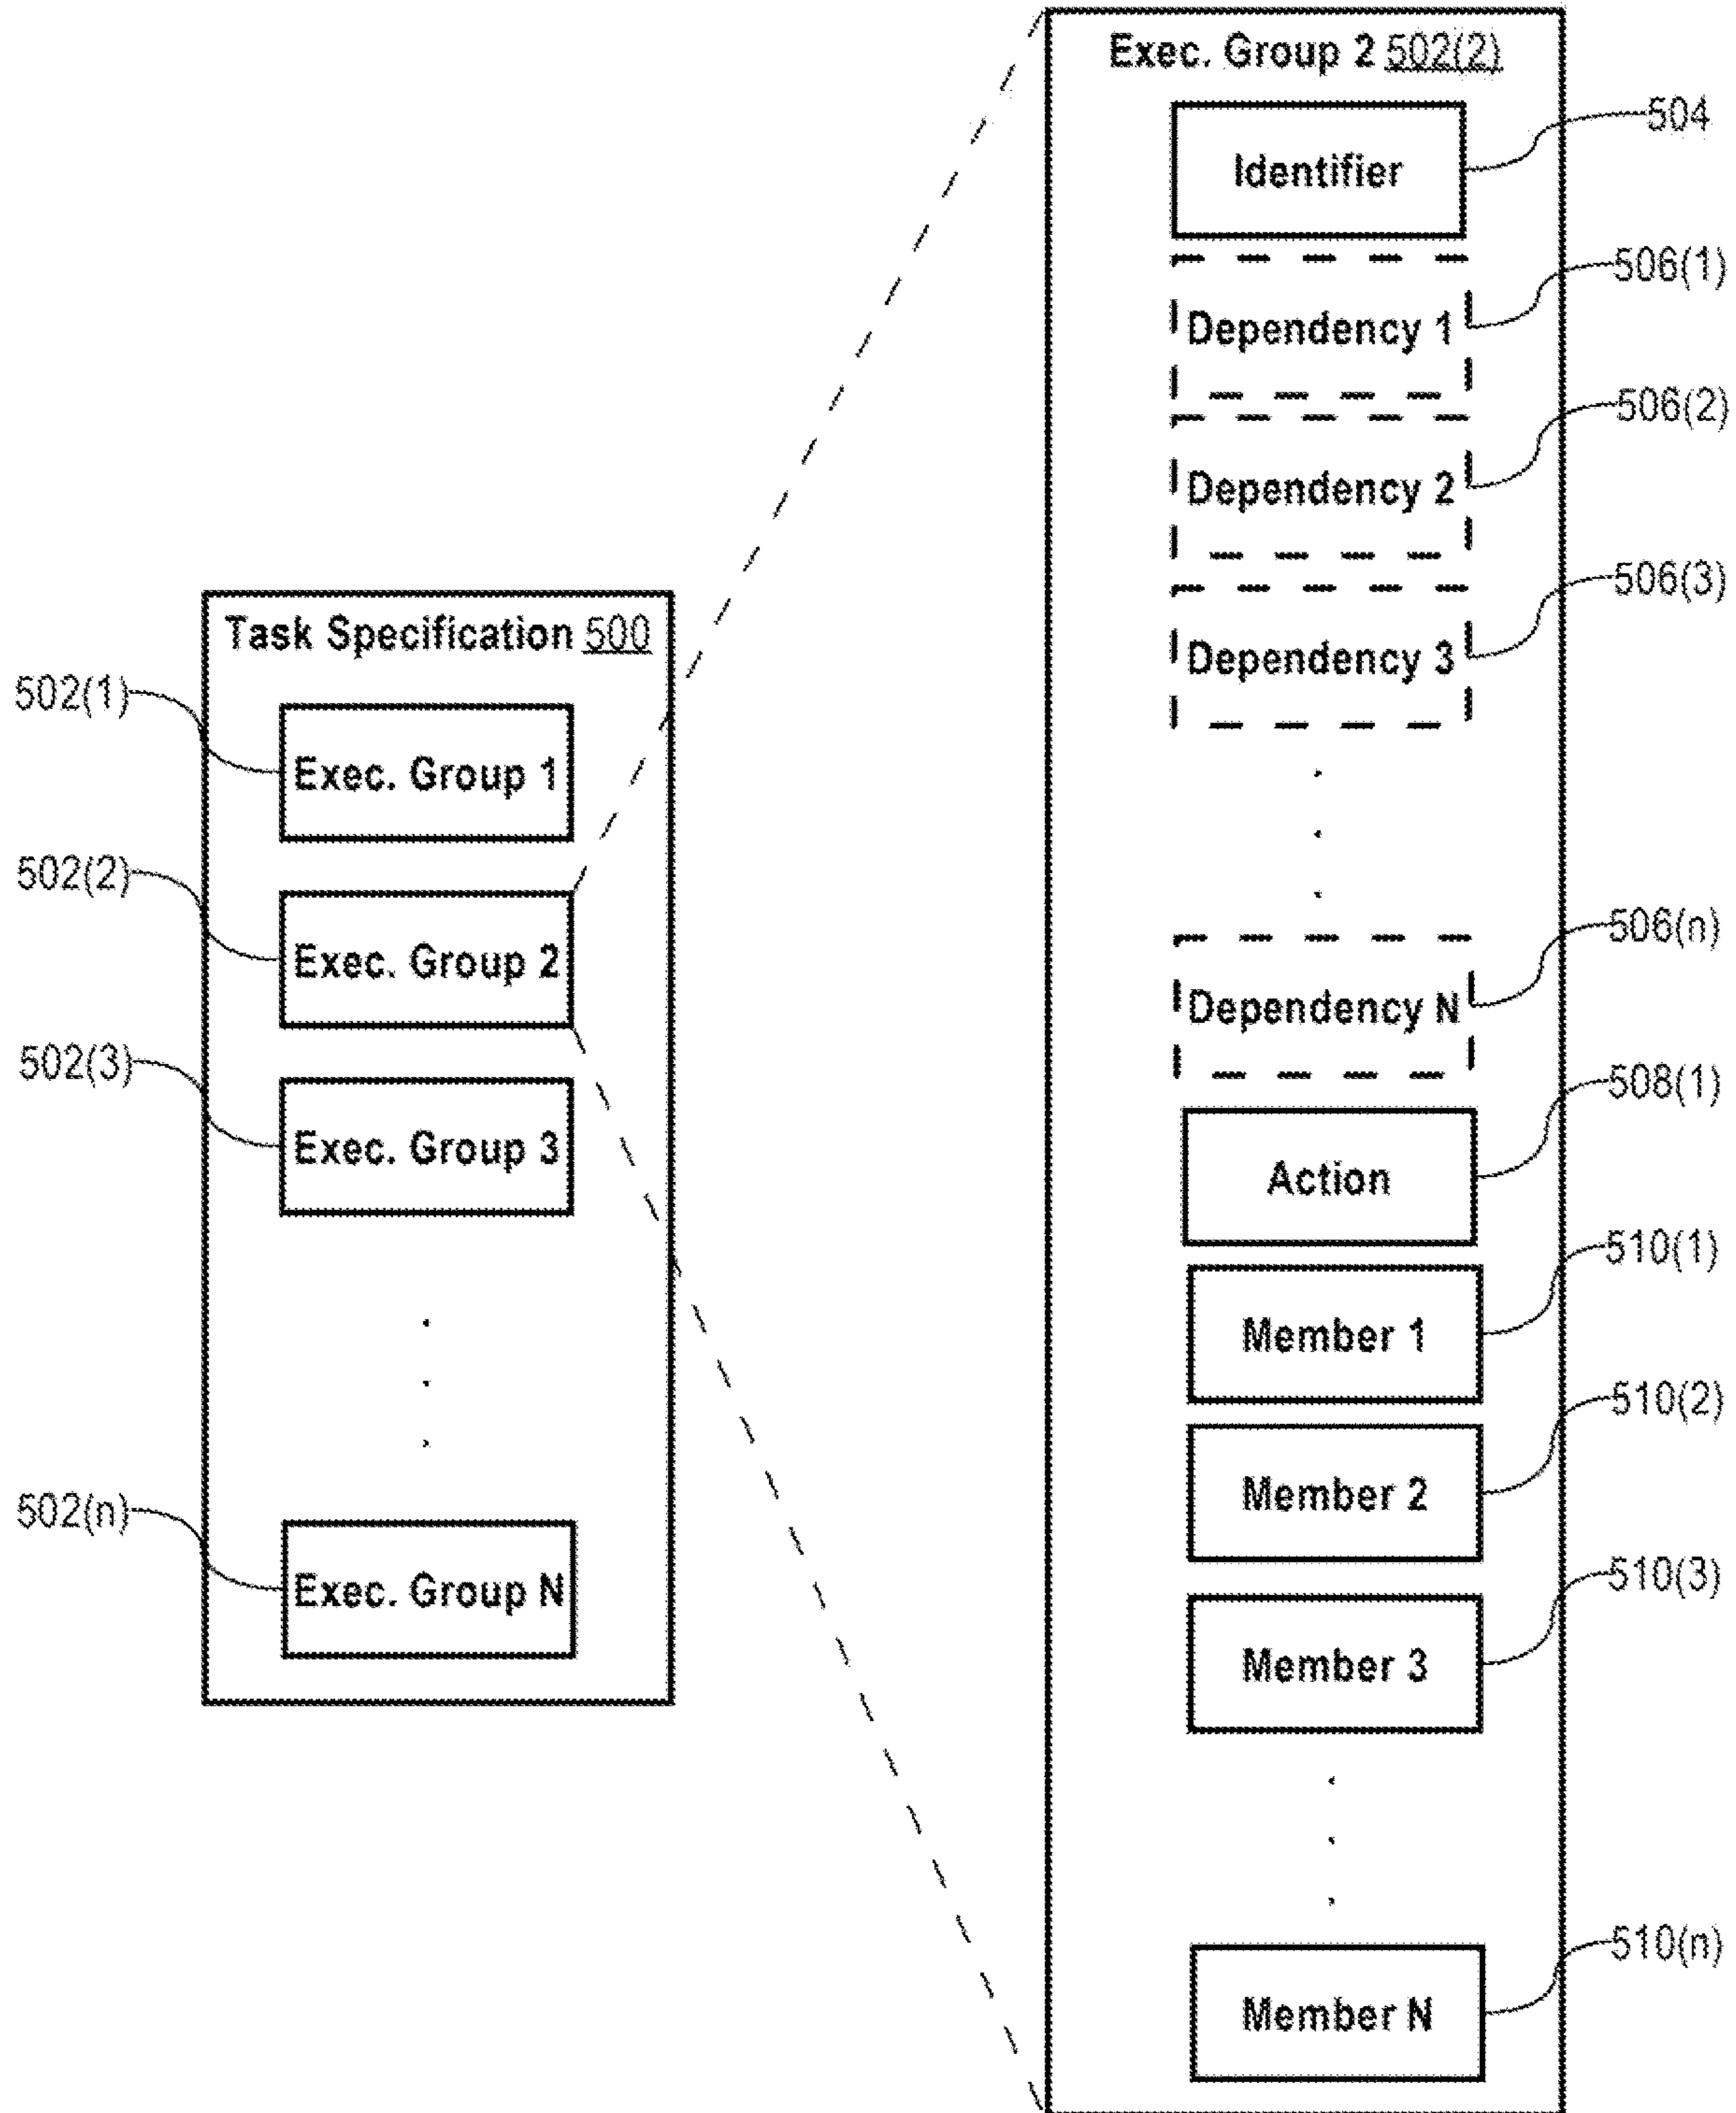 Task Specification 500
502(1)
Exec. Group 1
502(2)
Exec. Group 2
502(3)
Exec. Group 3
502(n)
Exec. Group N
Exec. Group 2 502(2)
504
Identifier
506(1)
Dependency 1
506(2)
Dependency 2
506(3)
Dependency 3
506(n)
Dependency N
508(1)
Action
510(1)
Member 1
510(2)
Member 2
510(3)
Member 3
510(n)
Member N